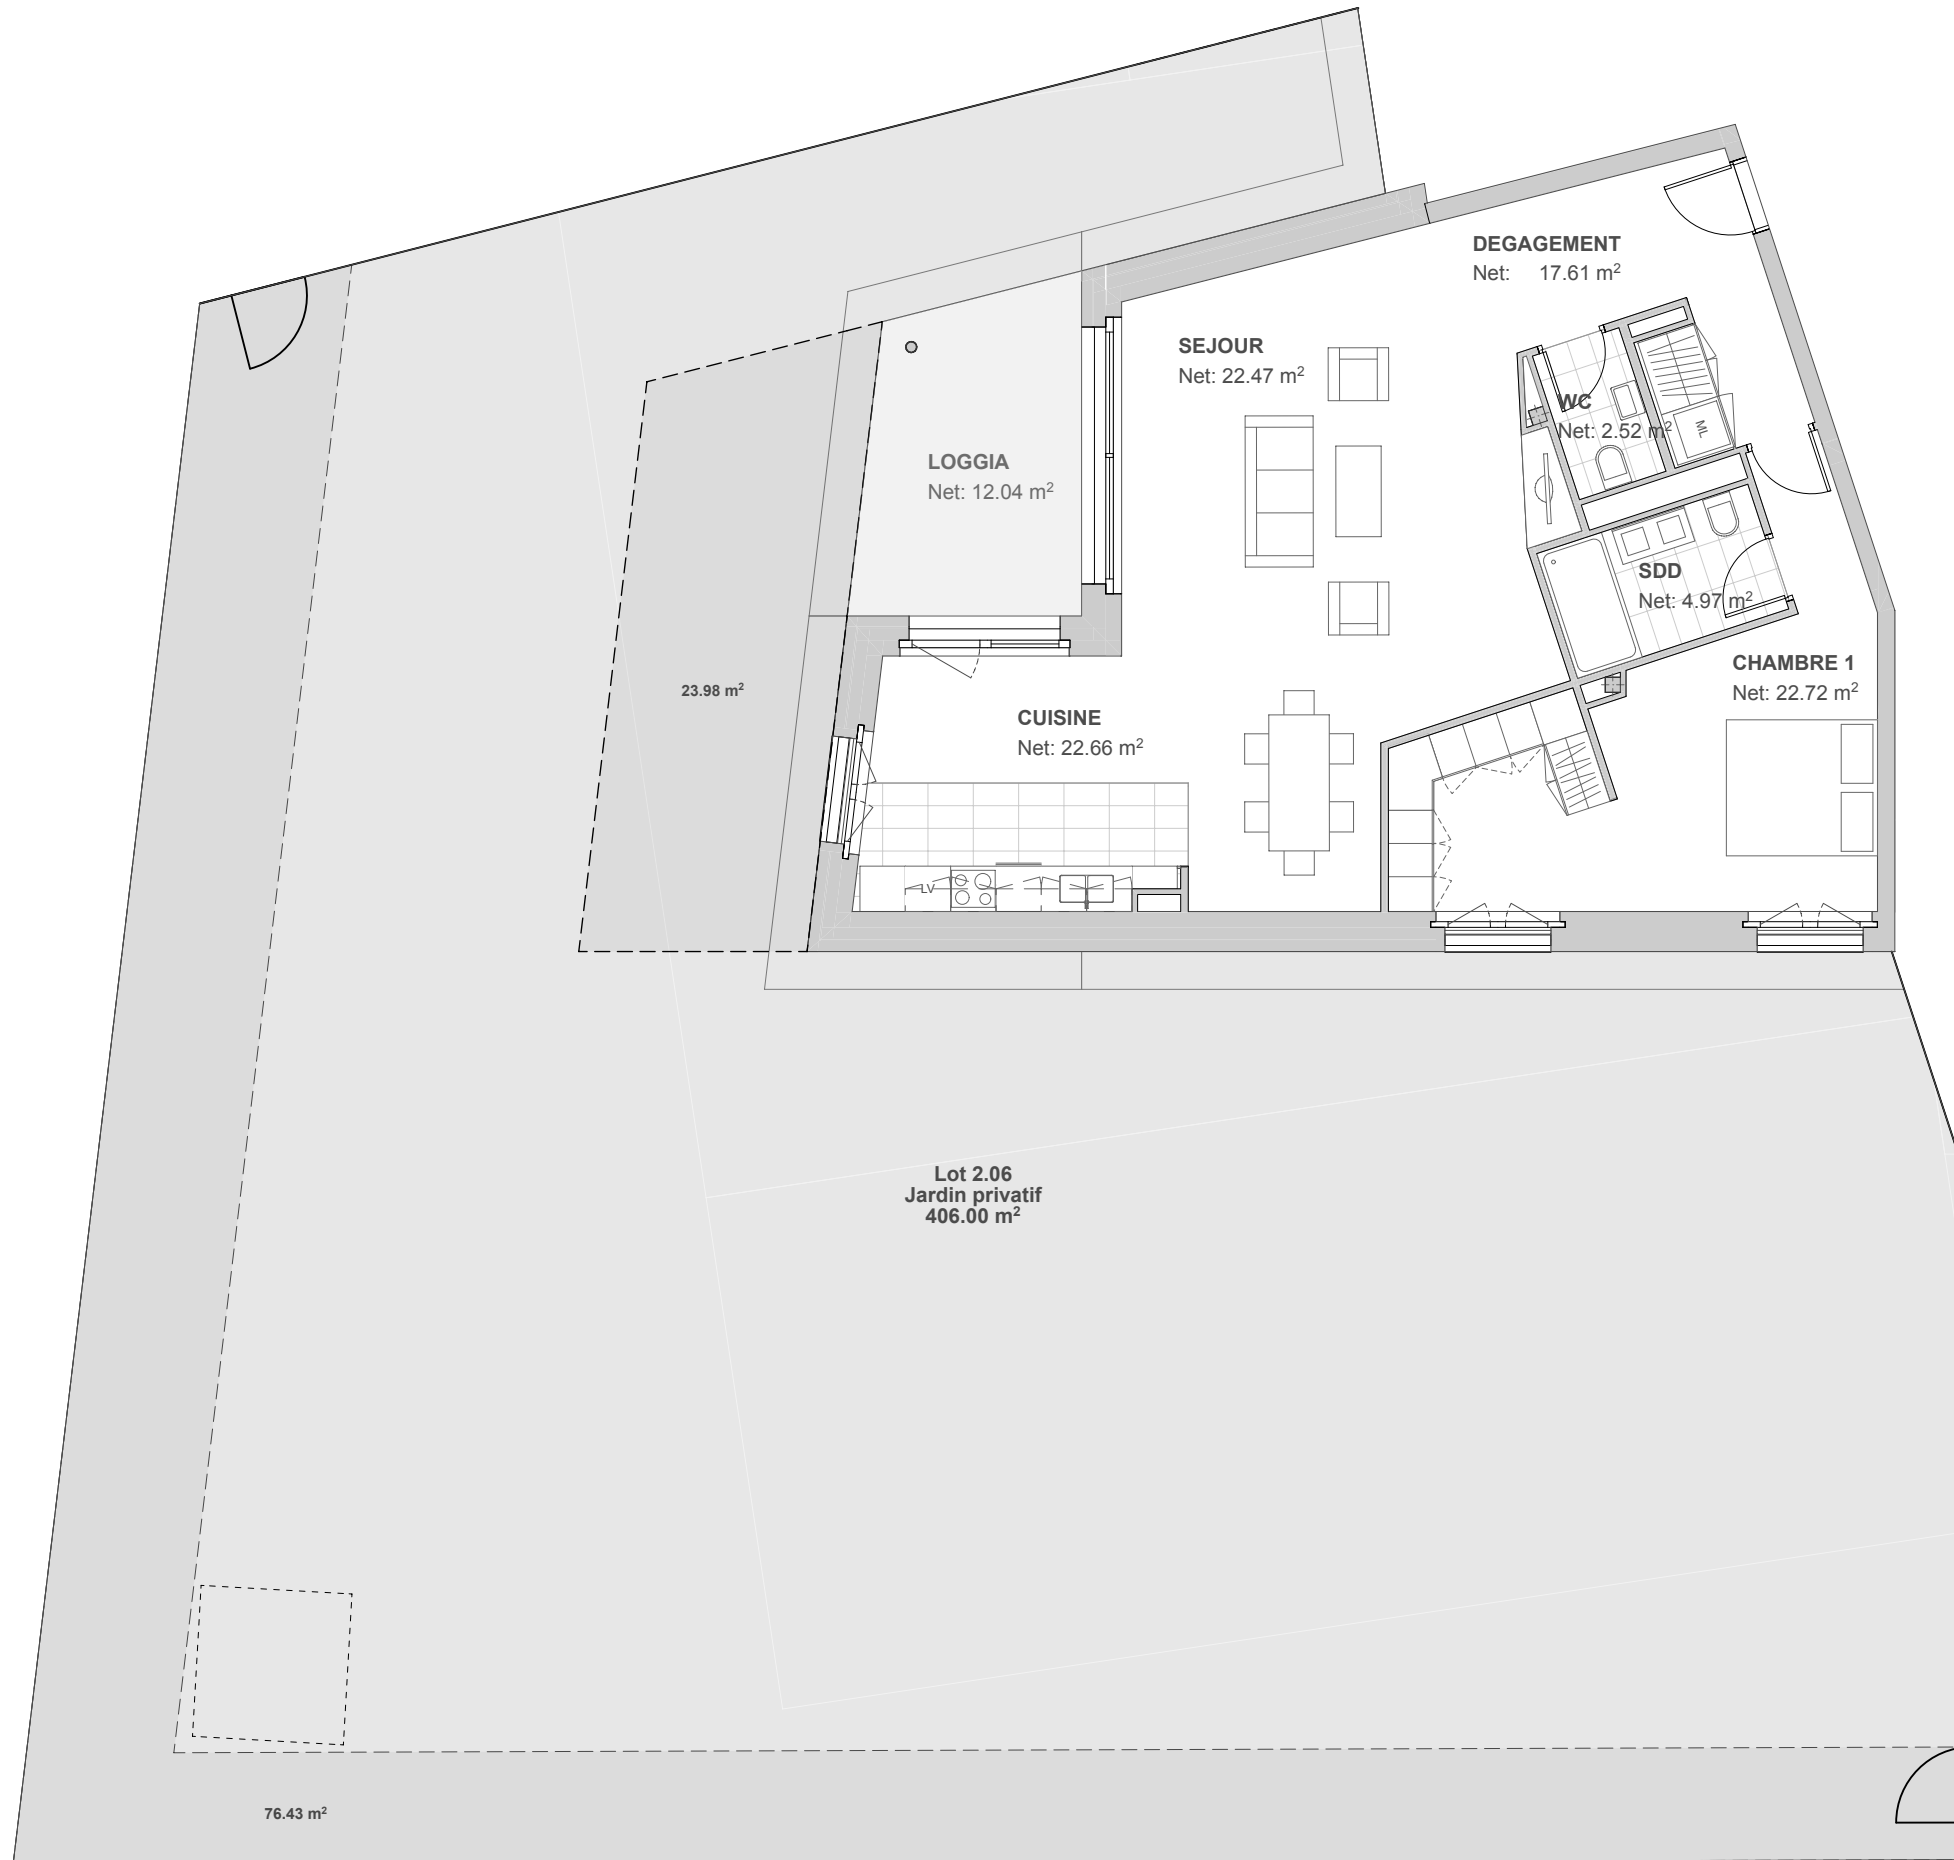 DEGAGEMENT
Net: 17.61 m²
SEJOUR
Net: 22.47 m²
WC
Net: 2.52 m²
ML
LOGGIA
Net: 12.04 m²
SDD
Net: 4.97 m²
CHAMBRE 1
Net: 22.72 m²
23.98 m²
CUISINE
Net: 22.66 m²
LV
Lot 2.06
Jardin privatif
406.00 m²
76.43 m²